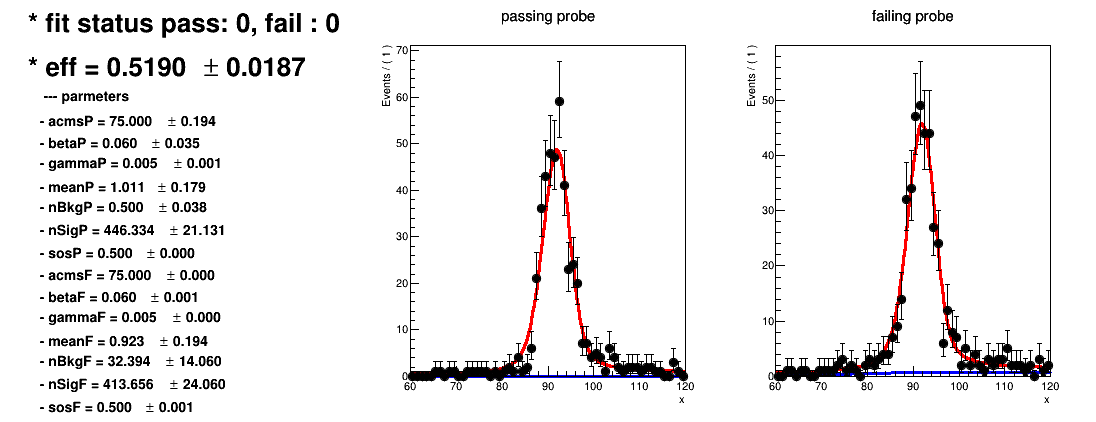 * fit status pass: 0, fail : 0
* eff = 0.5190 ± 0.0187
--- parmeters
- acmsP = 75.000 ± 0.194
- betaP = 0.060 ± 0.035
- gammaP = 0.005 ± 0.001
- meanP = 1.011 ± 0.179
- nBkgP = 0.500 ± 0.038
- nSigP = 446.334 ± 21.131
- sosP = 0.500 ± 0.000
- acmsF = 75.000 ± 0.000
- betaF = 0.060 ± 0.001
- gammaF = 0.005 ± 0.000
- meanF = 0.923 ± 0.194
- nBkgF = 32.394 ± 14.060
- nSigF = 413.656 ± 24.060
- sosF = 0.500 ± 0.001
passing probe
Events / ( 1 )
70
60
50
40
30
20
10
0
60 70 80 90 100 110 120
x
failing probe
Events / ( 1 )
50
40
30
20
10
0
60 70 80 90 100 110 120
x